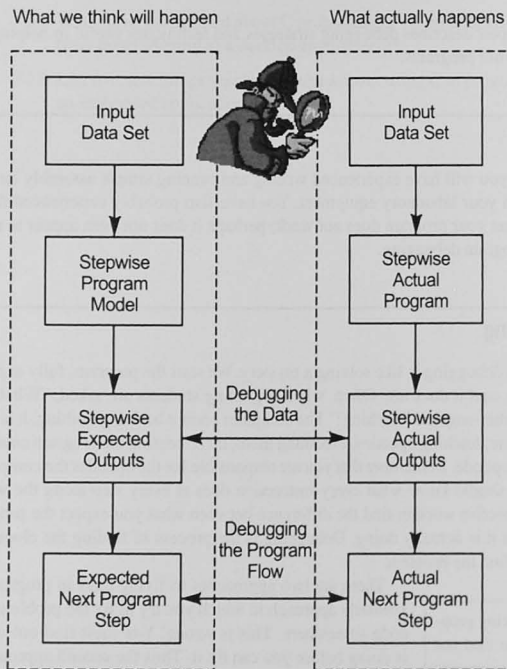 What we think will happen
What actually happens
Input
Data Set
Input
Data Set
Stepwise
Program
Model
Stepwise
Actual
Program
Stepwise
Expected
Outputs
Debugging
the Data
Stepwise
Actual
Outputs
Debugging
the Program
Flow
Expected
Next Program
Step
Actual
Next Program
Step